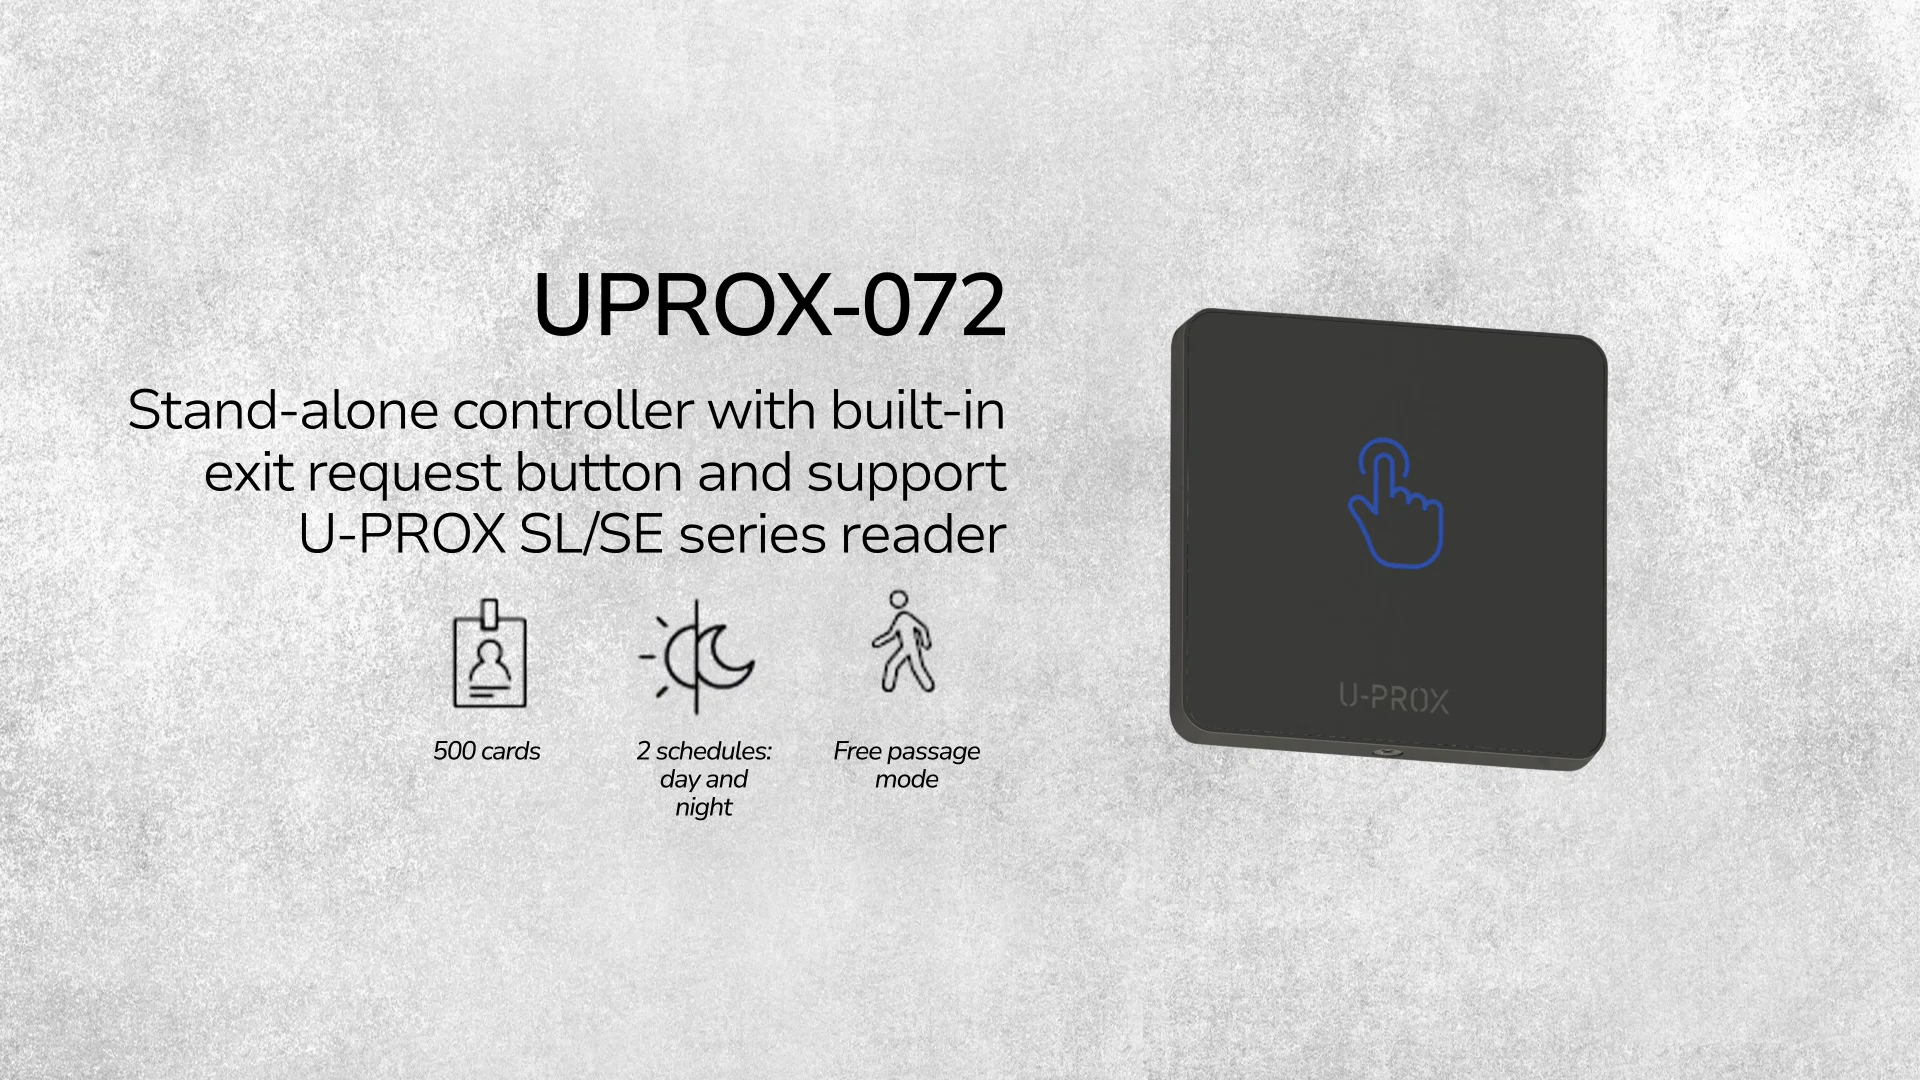 UPROX-072
Stand-alone controller with built-in
exit request button and support
U-PROX SL/SE series reader
500 cards
2 schedules:
day and
night
Free passage
mode
U-PROX